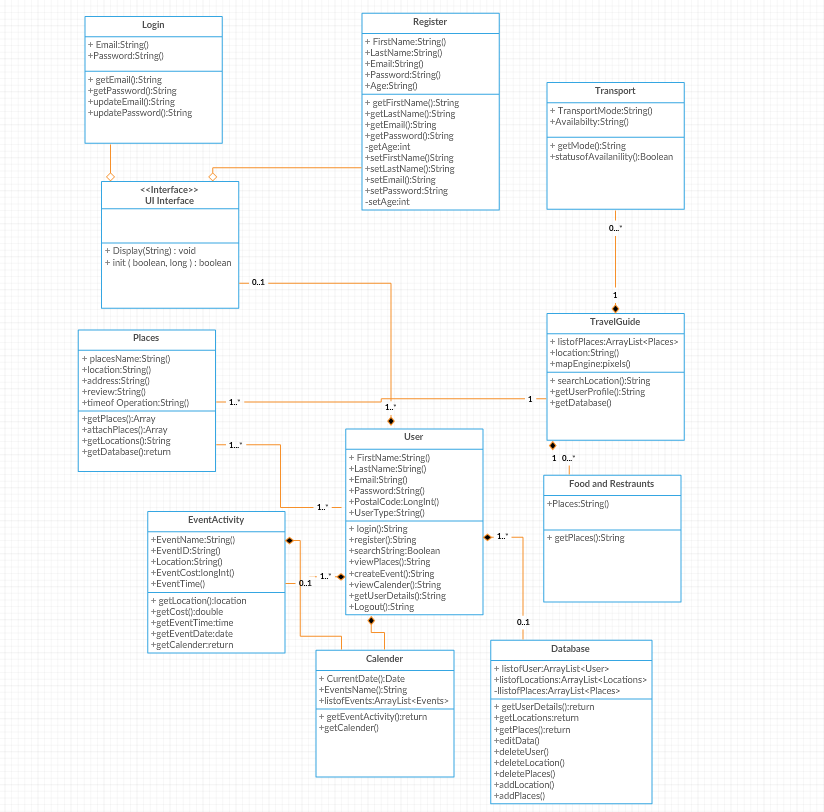 Login
+ Email:String()
+Password:String()
+ getEmail():String
+getPassword():String
+updateEmail():String
+updatePassword():String
Register
+ FirstName:String()
+LastName:String()
+Email:String()
+Password:String()
+Age:String()
+ getFirstName():String
+getLastName():String
+getEmail():String
+getPassword():String
-getAge:int
+setFirstName()String
+setLastName():String
+setEmail():String
+setPassword:String
-setAge:int
Transport
+ TransportMode:String()
+Availabilty:String()
+ getMode():String
+statusofAvailanility():Boolean
<<Interface>>
UI Interface
+ Display(String) : void
+ init ( boolean, long ) : boolean
0..1
0...*
1
TravelGuide
+ listofPlaces:ArrayList<Places>
+location:String()
+mapEngine:pixels()
+ searchLocation():String
+getUserProfile():String
+getDatabase()
Places
+ placesName:String()
+location:String()
+address:String()
+review:String()
+timeof Operation:String()
+getPlaces():Array
+attachPlaces():Array
+getLocations():String
+getDatabase():return
1..*
1
1..*
1...*
1..*
User
+ FirstName:String()
+LastName:String()
+Email:String()
+Password:String()
+PostalCode:LongInt()
+UserType:String()
+ login():String
+register():String
+searchString:Boolean
+viewPlaces():String
+createEvent():String
+viewCalender():String
+getUserDetails():String
+Logout():String
1 0...*
Food and Restraunts
+Places:String()
+ getPlaces():String
EventActivity
+EventName:String()
+EventID:String()
+Location:String()
+EventCost:longInt()
+EventTime()
+ getLocation():location
+getCost():double
+getEventTime:time
+getEventDate:date
+getCalender:return
0..1
1..*
1..*
0...1
Calender
+ CurrentDate():Date
+EventsName():String
+listofEvents:ArrayList<Events>
+ getEventActivity():return
+getCalender()
Database
+ listofUser:ArrayList<User>
+listofLocations:ArrayList<Locations>
-llistofPlaces:ArrayList<Places>
+ getUserDetails():return
+getLocations:return
+getPlaces():return
+editData()
+deleteUser()
+deleteLocation()
+deletePlaces()
+addLocation()
+addPlaces()